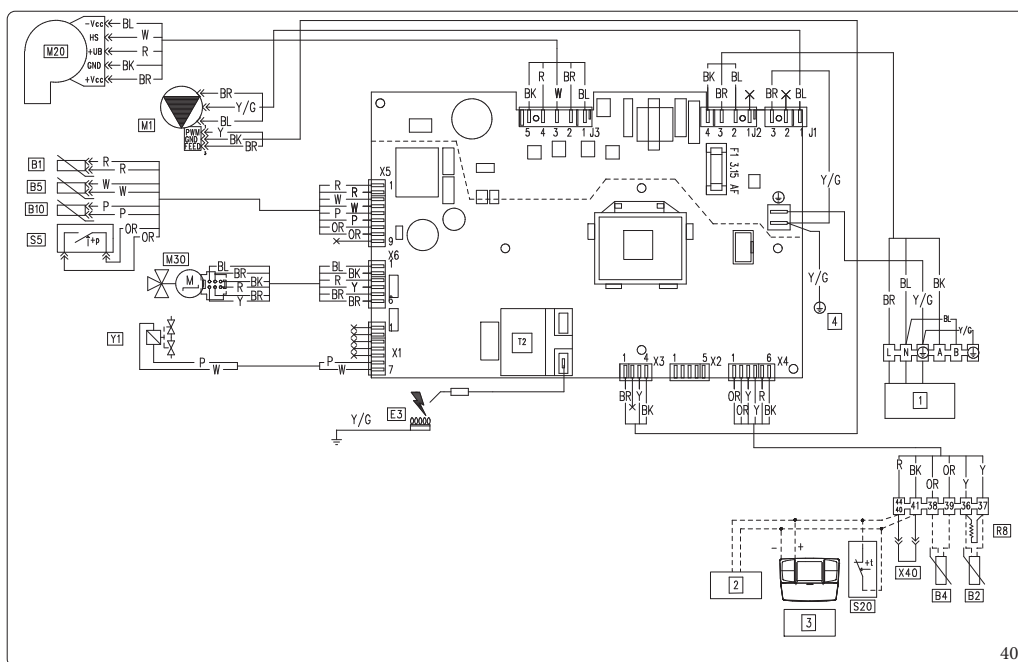 -Vcc BL
HS W
M20 +UB R
GND BK
+Vcc BR
BR
Y/G
BL
M1 PWM Y
GND BK
FEED BR
BK R W BR BL
5 4 3 2 1 J3
BK BR BL
4 3 2 1 J2
BR BL
3 2 1 J1
F1 3.15 AF
Y/G
B1 R
R
B5 W
W
B10 P
P
S5 +p OR
OR
X5
R 1
R
W
W
P
P
OR
OR 9
X6
M30 M
BL
BR
BK
R
Y
BR
BL 1
BK
R
Y
BR
BR 6
Y1
P
W
1
X1
P
W 7
T2
E3
Y/G
Y/G
4
BR BL Y/G BK
BL Y/G
L N A B
1
1 4 X3
BR Y BK
5 X2
1 6 X4
OR OR Y Y R BK
R BK OR OR Y Y
44 40 41 38 39 36 37
R8
X40
B4
B2
- +
+t
S20
2
3
40